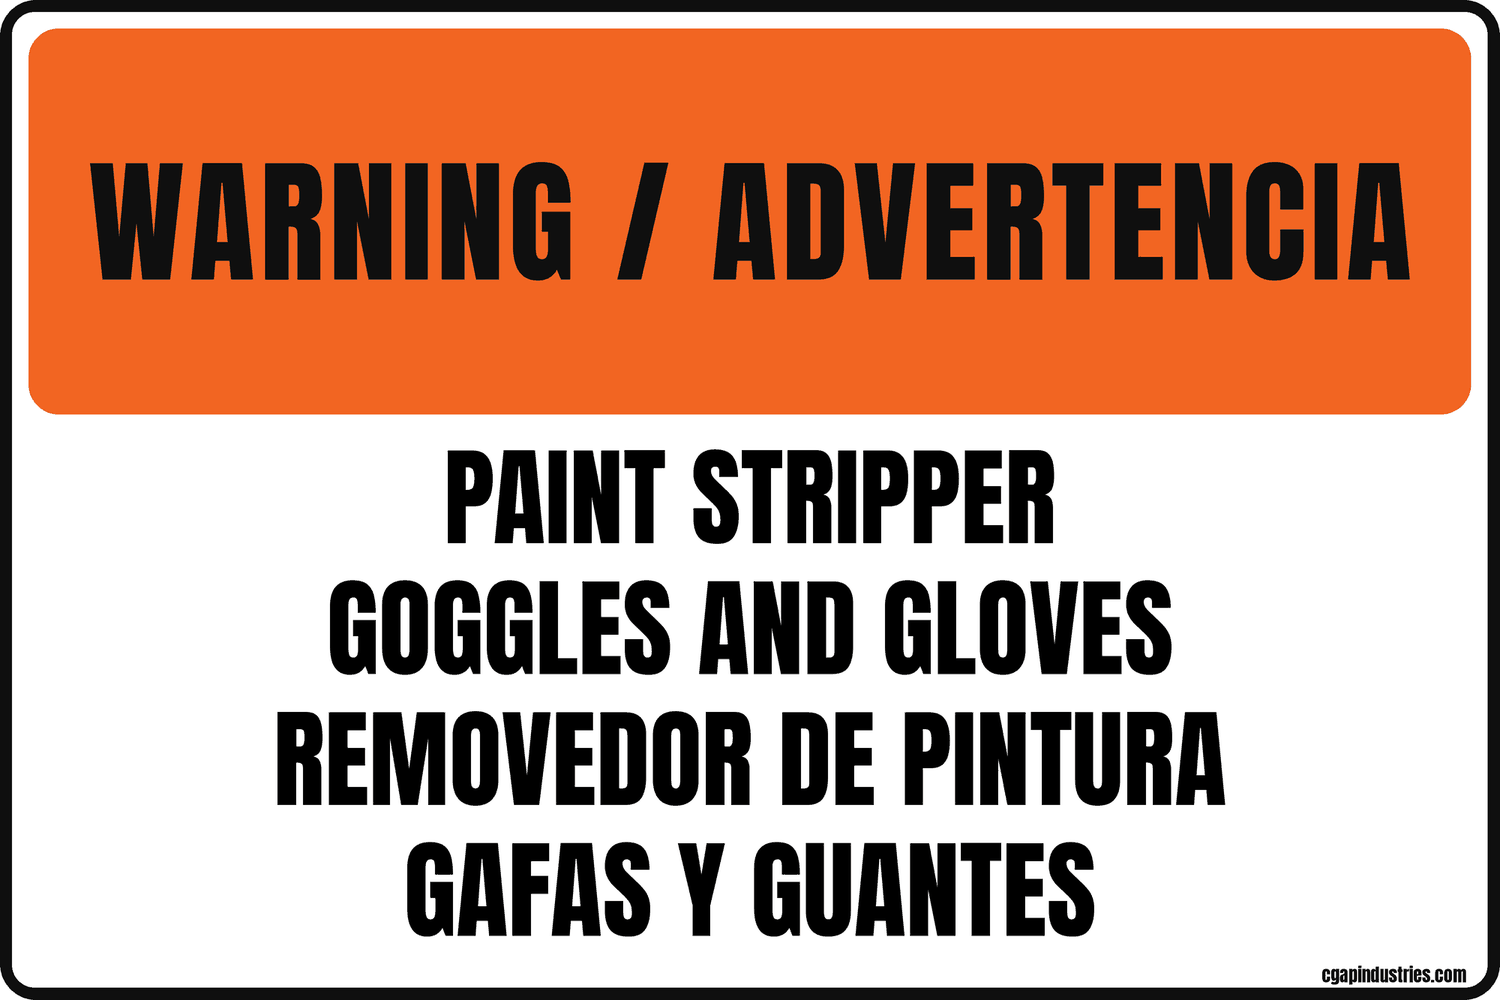 WARNING / ADVERTENCIA
PAINT STRIPPER
GOGGLES AND GLOVES
REMOVEDOR DE PINTURA
GAFAS Y GUANTES
cgapindustries.com